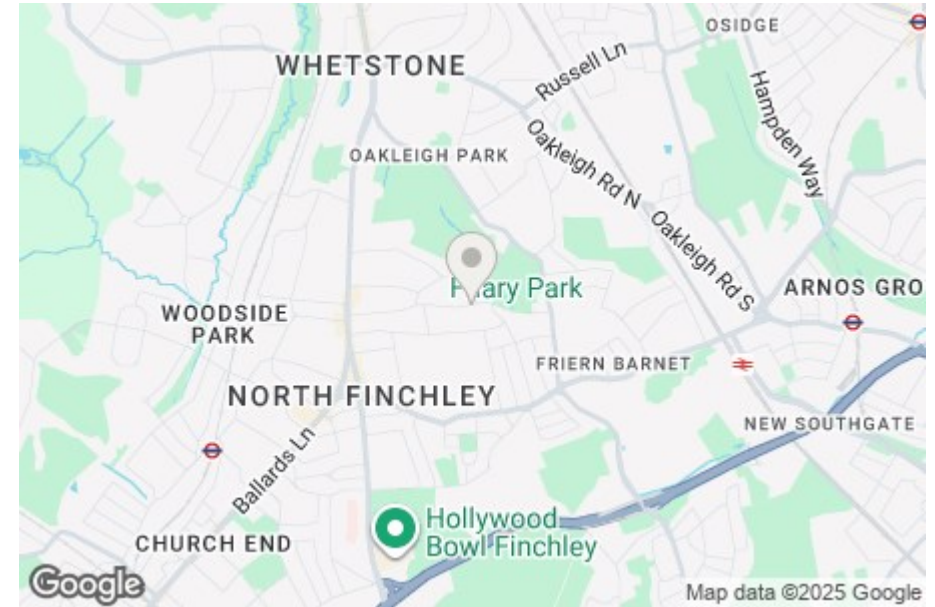 OSIDGE
WHETSTONE
Russell Ln
Hampden Way
OAKLEIGH PARK
Oakleigh Rd N
Oakleigh Rd S
Friary Park
ARNOS GRO
WOODSIDE
PARK
FRIERN BARNET
NORTH FINCHLEY
NEW SOUTHGATE
Ballards Ln
Hollywood
Bowl Finchley
CHURCH END
Google
Map data ©2025 Google